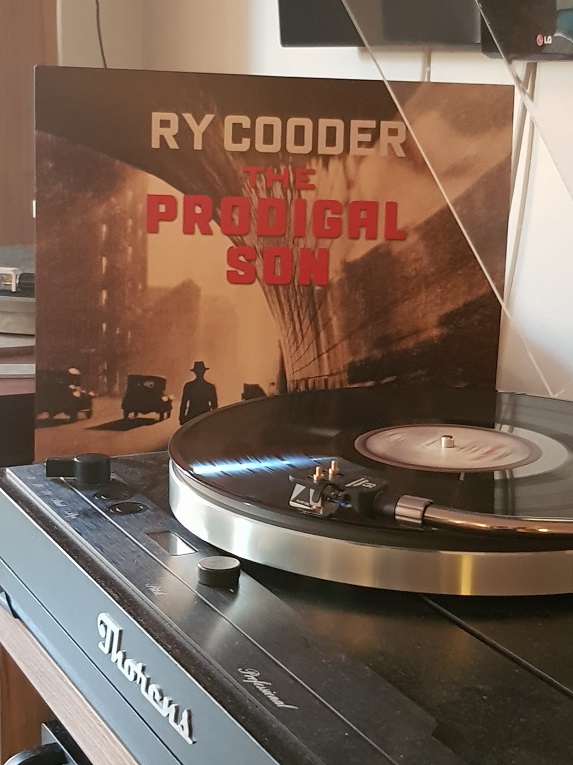 LG
RY COODER
THE
PRODIGAL
SON
Thorens
Professional